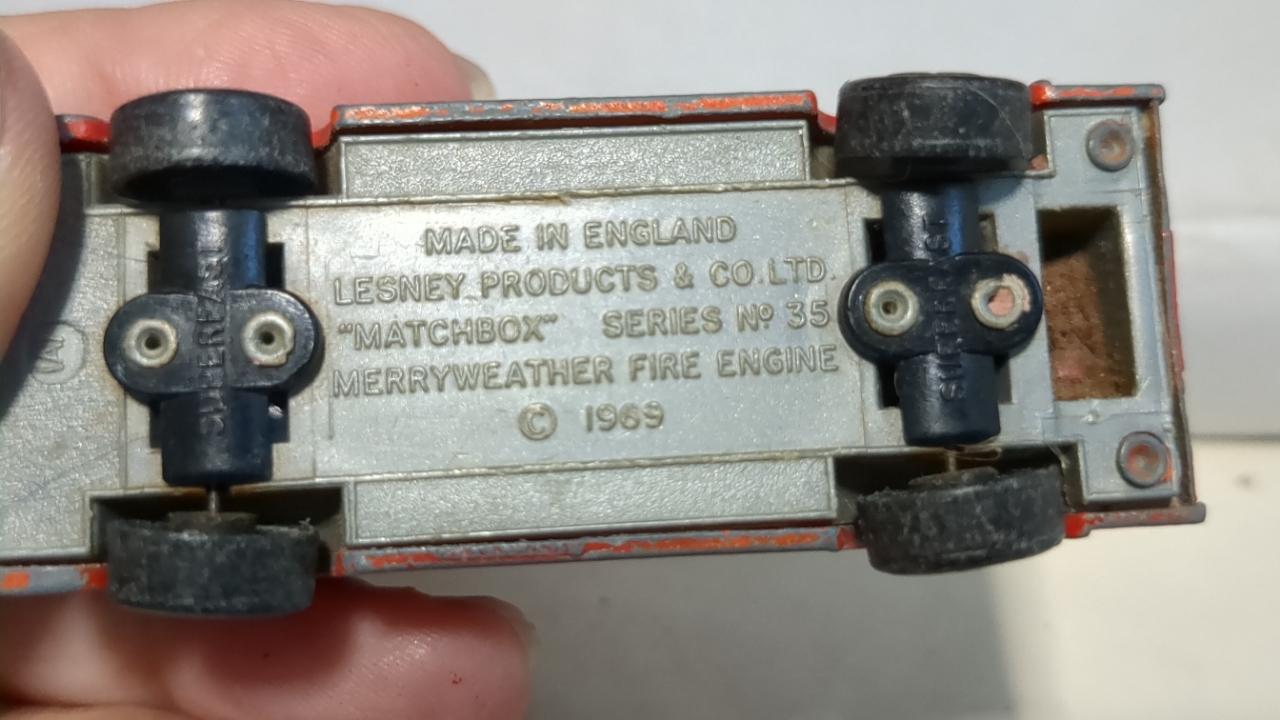 MADE IN ENGLAND
LESNEY PRODUCTS & CO. LTD.
"MATCHBOX" SERIES Nº 35
MERRYWEATHER FIRE ENGINE
© 1969
SUPERFAST
SUPERFAST